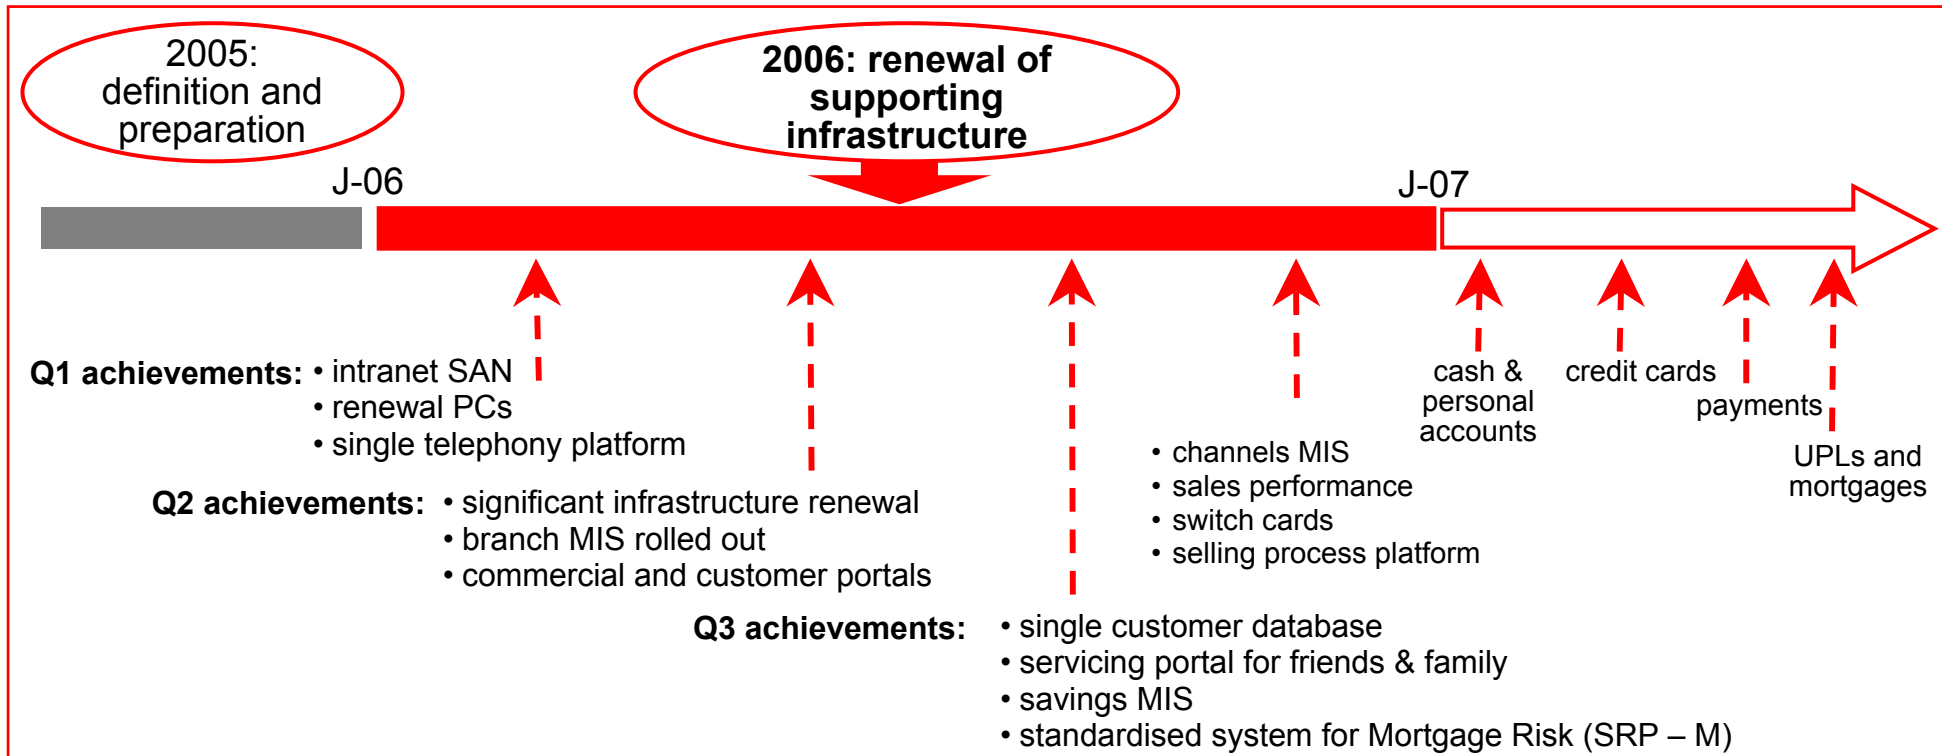 2005:
definition and
preparation
2006: renewal of
supporting
infrastructure
J-06
J-07
Q1 achievements:
• intranet SAN
• renewal PCs
• single telephony platform
Q2 achievements:
• significant infrastructure renewal
• branch MIS rolled out
• commercial and customer portals
Q3 achievements:
• single customer database
• servicing portal for friends & family
• savings MIS
• standardised system for Mortgage Risk (SRP – M)
• channels MIS
• sales performance
• switch cards
• selling process platform
cash &
personal
accounts
credit cards
payments
UPLs and
mortgages